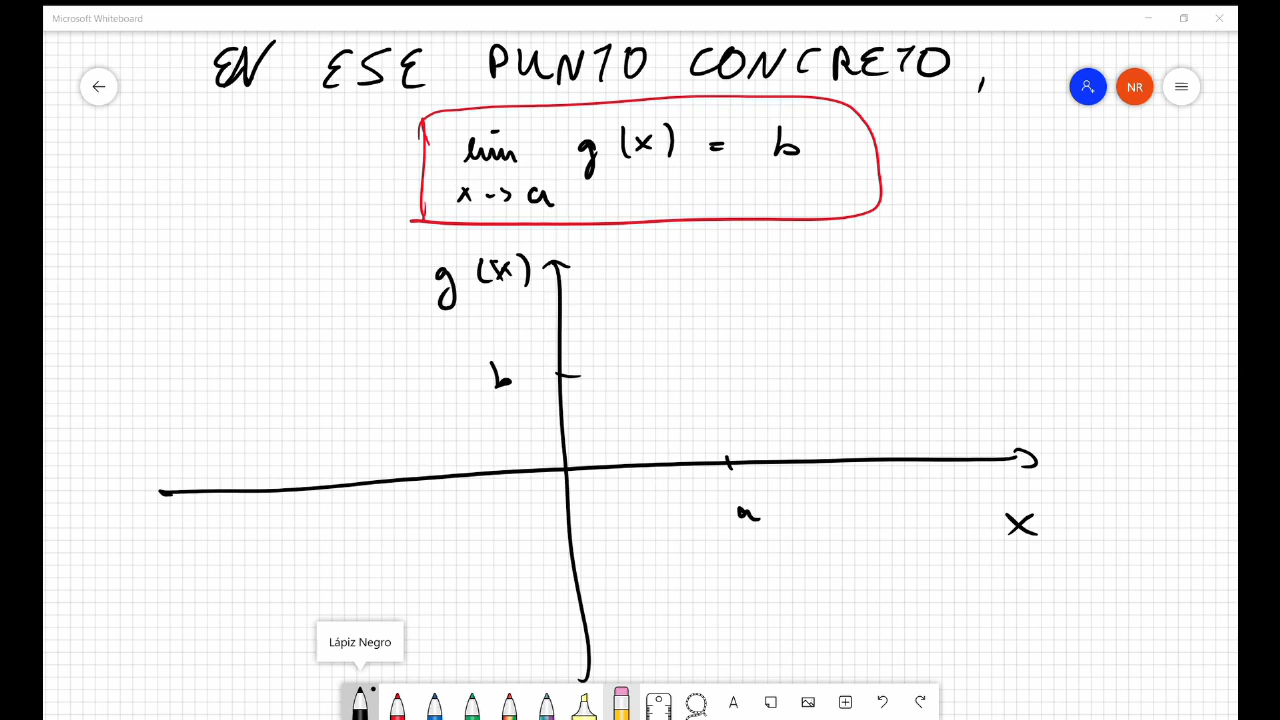 Microsoft Whiteboard
EN ESE PUNTO CONCRETO,
NR
lim g(x) = b
x -> a
g(x)
b
a
x
Lápiz Negro
A